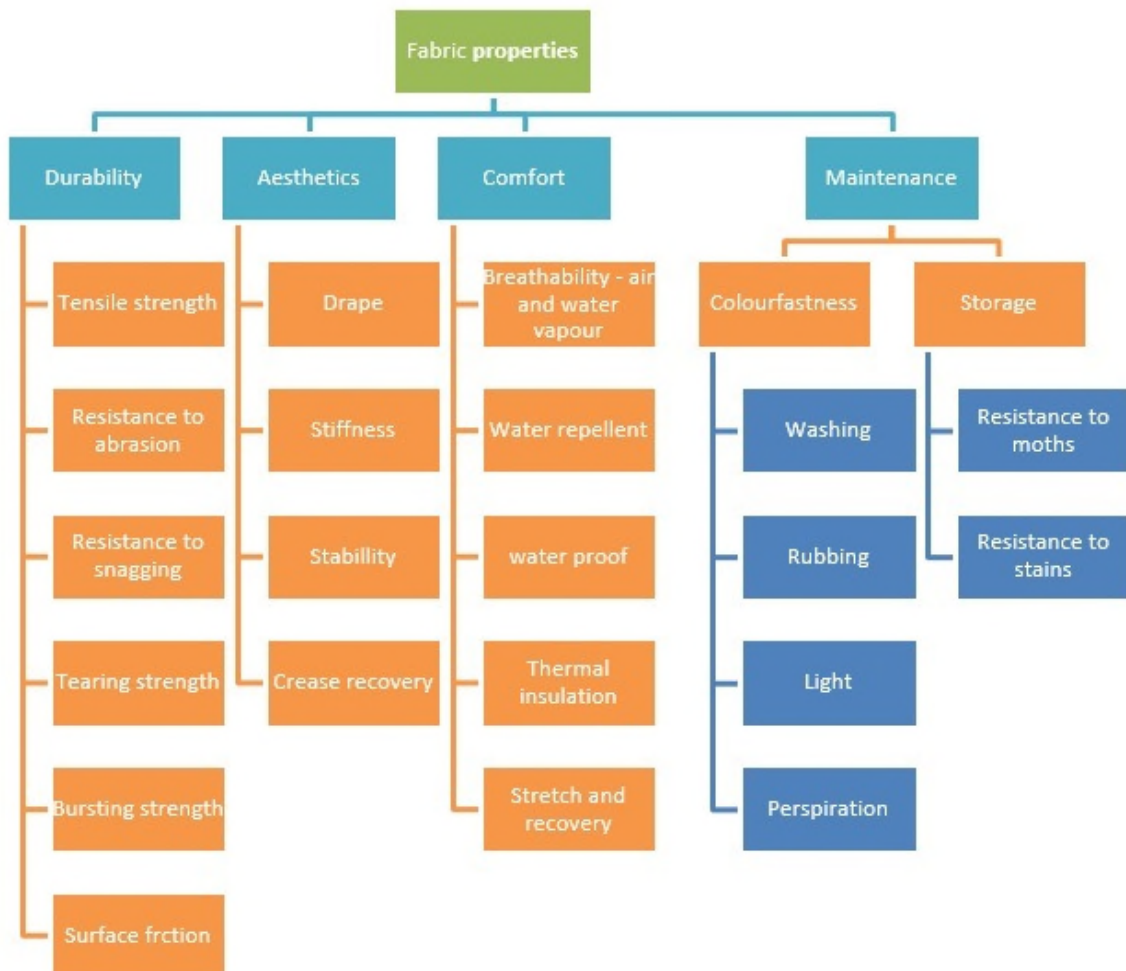 Fabric properties
Durability
Aesthetics
Comfort
Maintenance
Tensile strength
Resistance to
abrasion
Resistance to
snagging
Tearing strength
Bursting strength
Surface frction
Drape
Stiffness
Stabillity
Crease recovery
Breathability - air
and water
vapour
Water repellent
water proof
Thermal
insulation
Stretch and
recovery
Colourfastness
Storage
Washing
Rubbing
Light
Perspiration
Resistance to
moths
Resistance to
stains